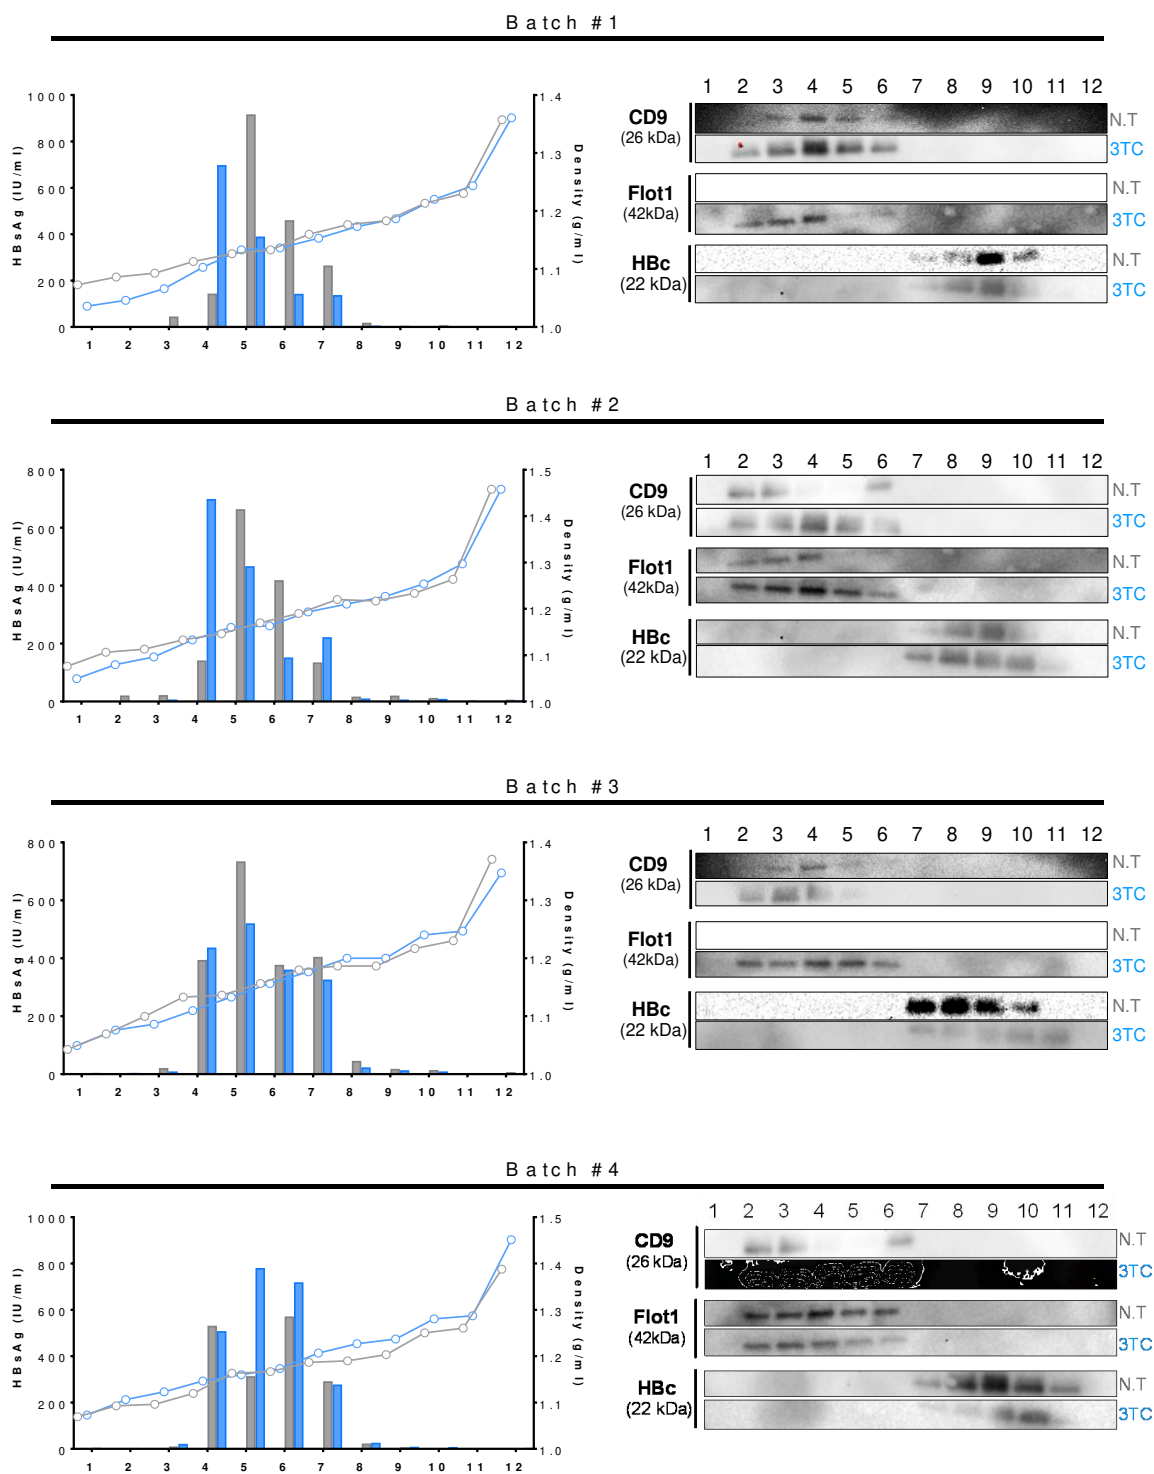 Batch #1
1000
800
600
400
200
0
HBsAg (IU/ml)
1.4
1.3
1.2
1.1
1.0
Density (g/ml)
1 2 3 4 5 6 7 8 9 10 11 12
1 2 3 4 5 6 7 8 9 10 11 12
CD9
(26 kDa)
N.T
3TC
Flot1
(42kDa)
N.T
3TC
HBc
(22 kDa)
N.T
3TC
Batch #2
800
600
400
200
0
HBsAg (IU/ml)
1.5
1.4
1.3
1.2
1.1
1.0
Density (g/ml)
1 2 3 4 5 6 7 8 9 10 11 12
1 2 3 4 5 6 7 8 9 10 11 12
CD9
(26 kDa)
N.T
3TC
Flot1
(42kDa)
N.T
3TC
HBc
(22 kDa)
N.T
3TC
Batch #3
800
600
400
200
0
HBsAg (IU/ml)
1.4
1.3
1.2
1.1
1.0
Density (g/ml)
1 2 3 4 5 6 7 8 9 10 11 12
1 2 3 4 5 6 7 8 9 10 11 12
CD9
(26 kDa)
N.T
3TC
Flot1
(42kDa)
N.T
3TC
HBc
(22 kDa)
N.T
3TC
Batch #4
1000
800
600
400
200
0
HBsAg (IU/ml)
1.5
1.4
1.3
1.2
1.1
1.0
Density (g/ml)
1 2 3 4 5 6 7 8 9 10 11 12
1 2 3 4 5 6 7 8 9 10 11 12
CD9
(26 kDa)
N.T
3TC
Flot1
(42kDa)
N.T
3TC
HBc
(22 kDa)
N.T
3TC